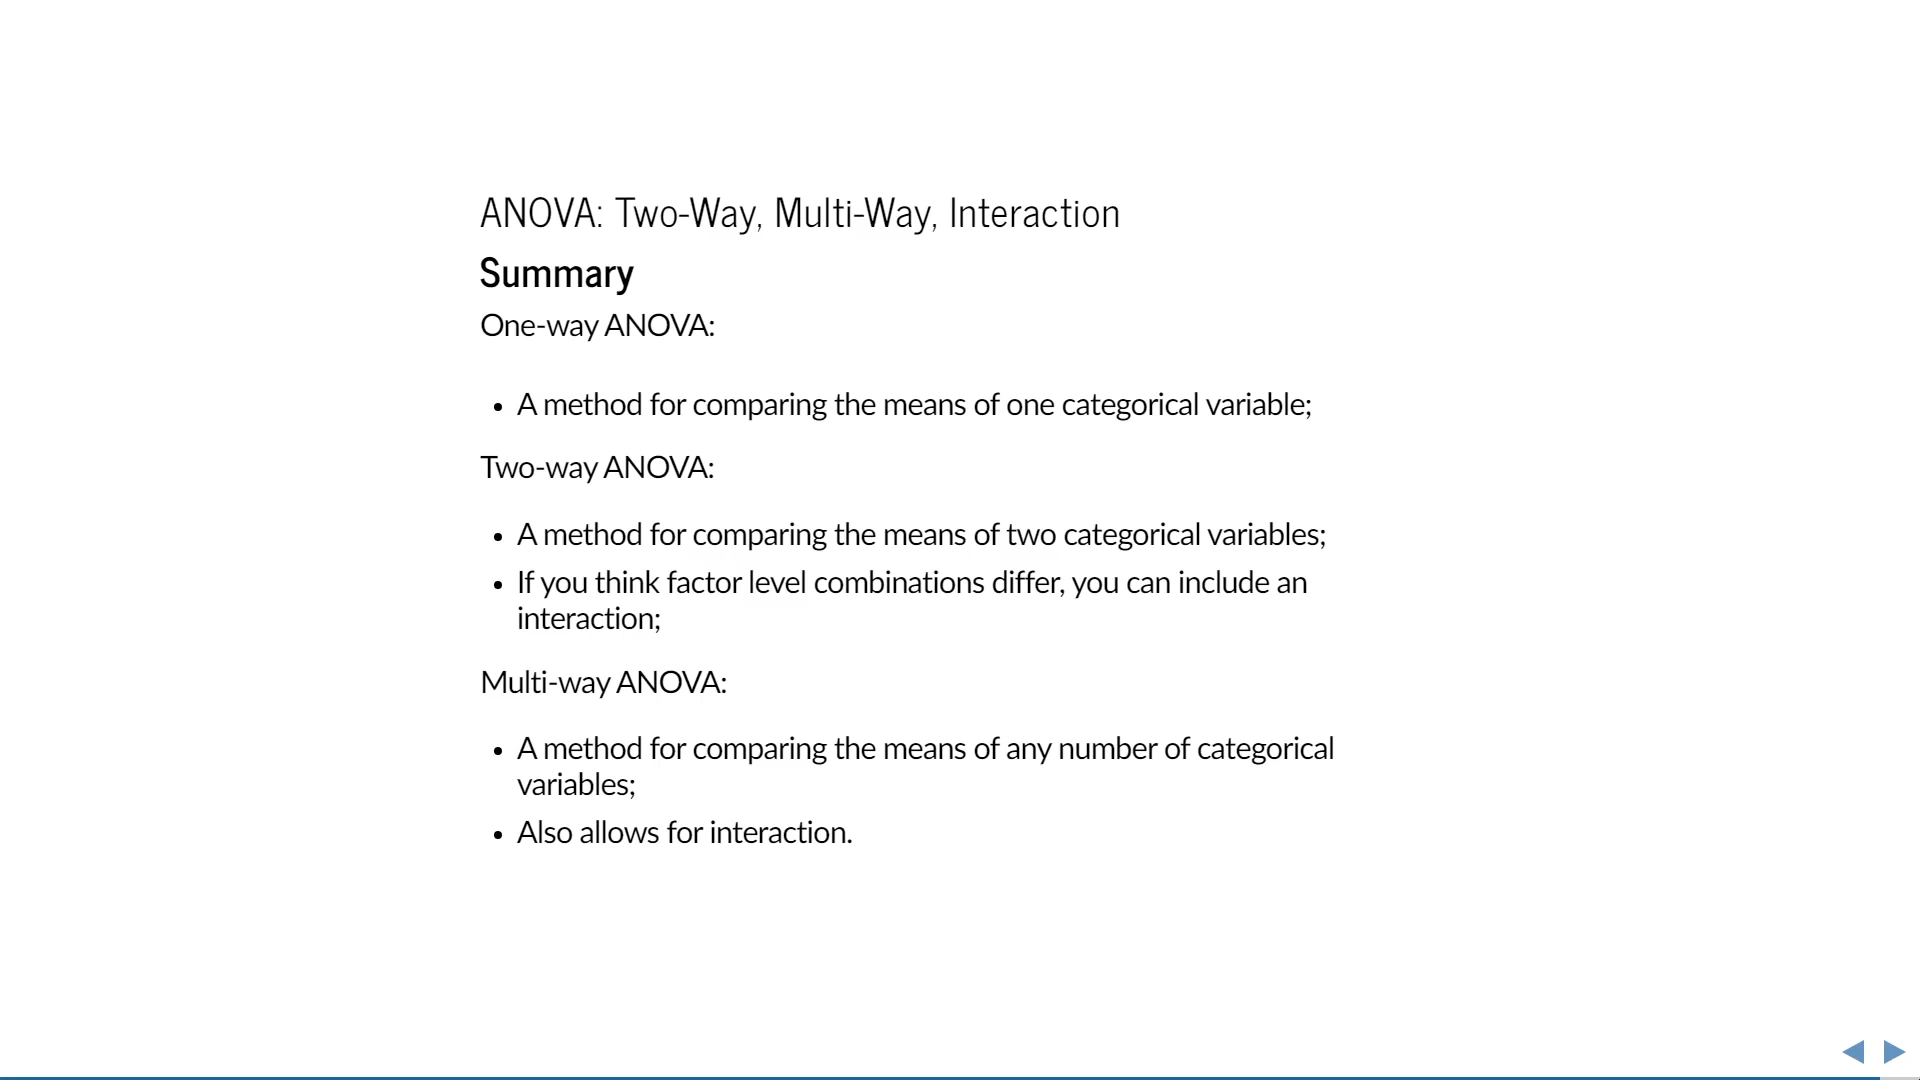 ANOVA: Two-Way, Multi-Way, Interaction
Summary
One-way ANOVA:
• A method for comparing the means of one categorical variable;
Two-way ANOVA:
• A method for comparing the means of two categorical variables;
• If you think factor level combinations differ, you can include an
interaction;
Multi-way ANOVA:
• A method for comparing the means of any number of categorical
variables;
• Also allows for interaction.